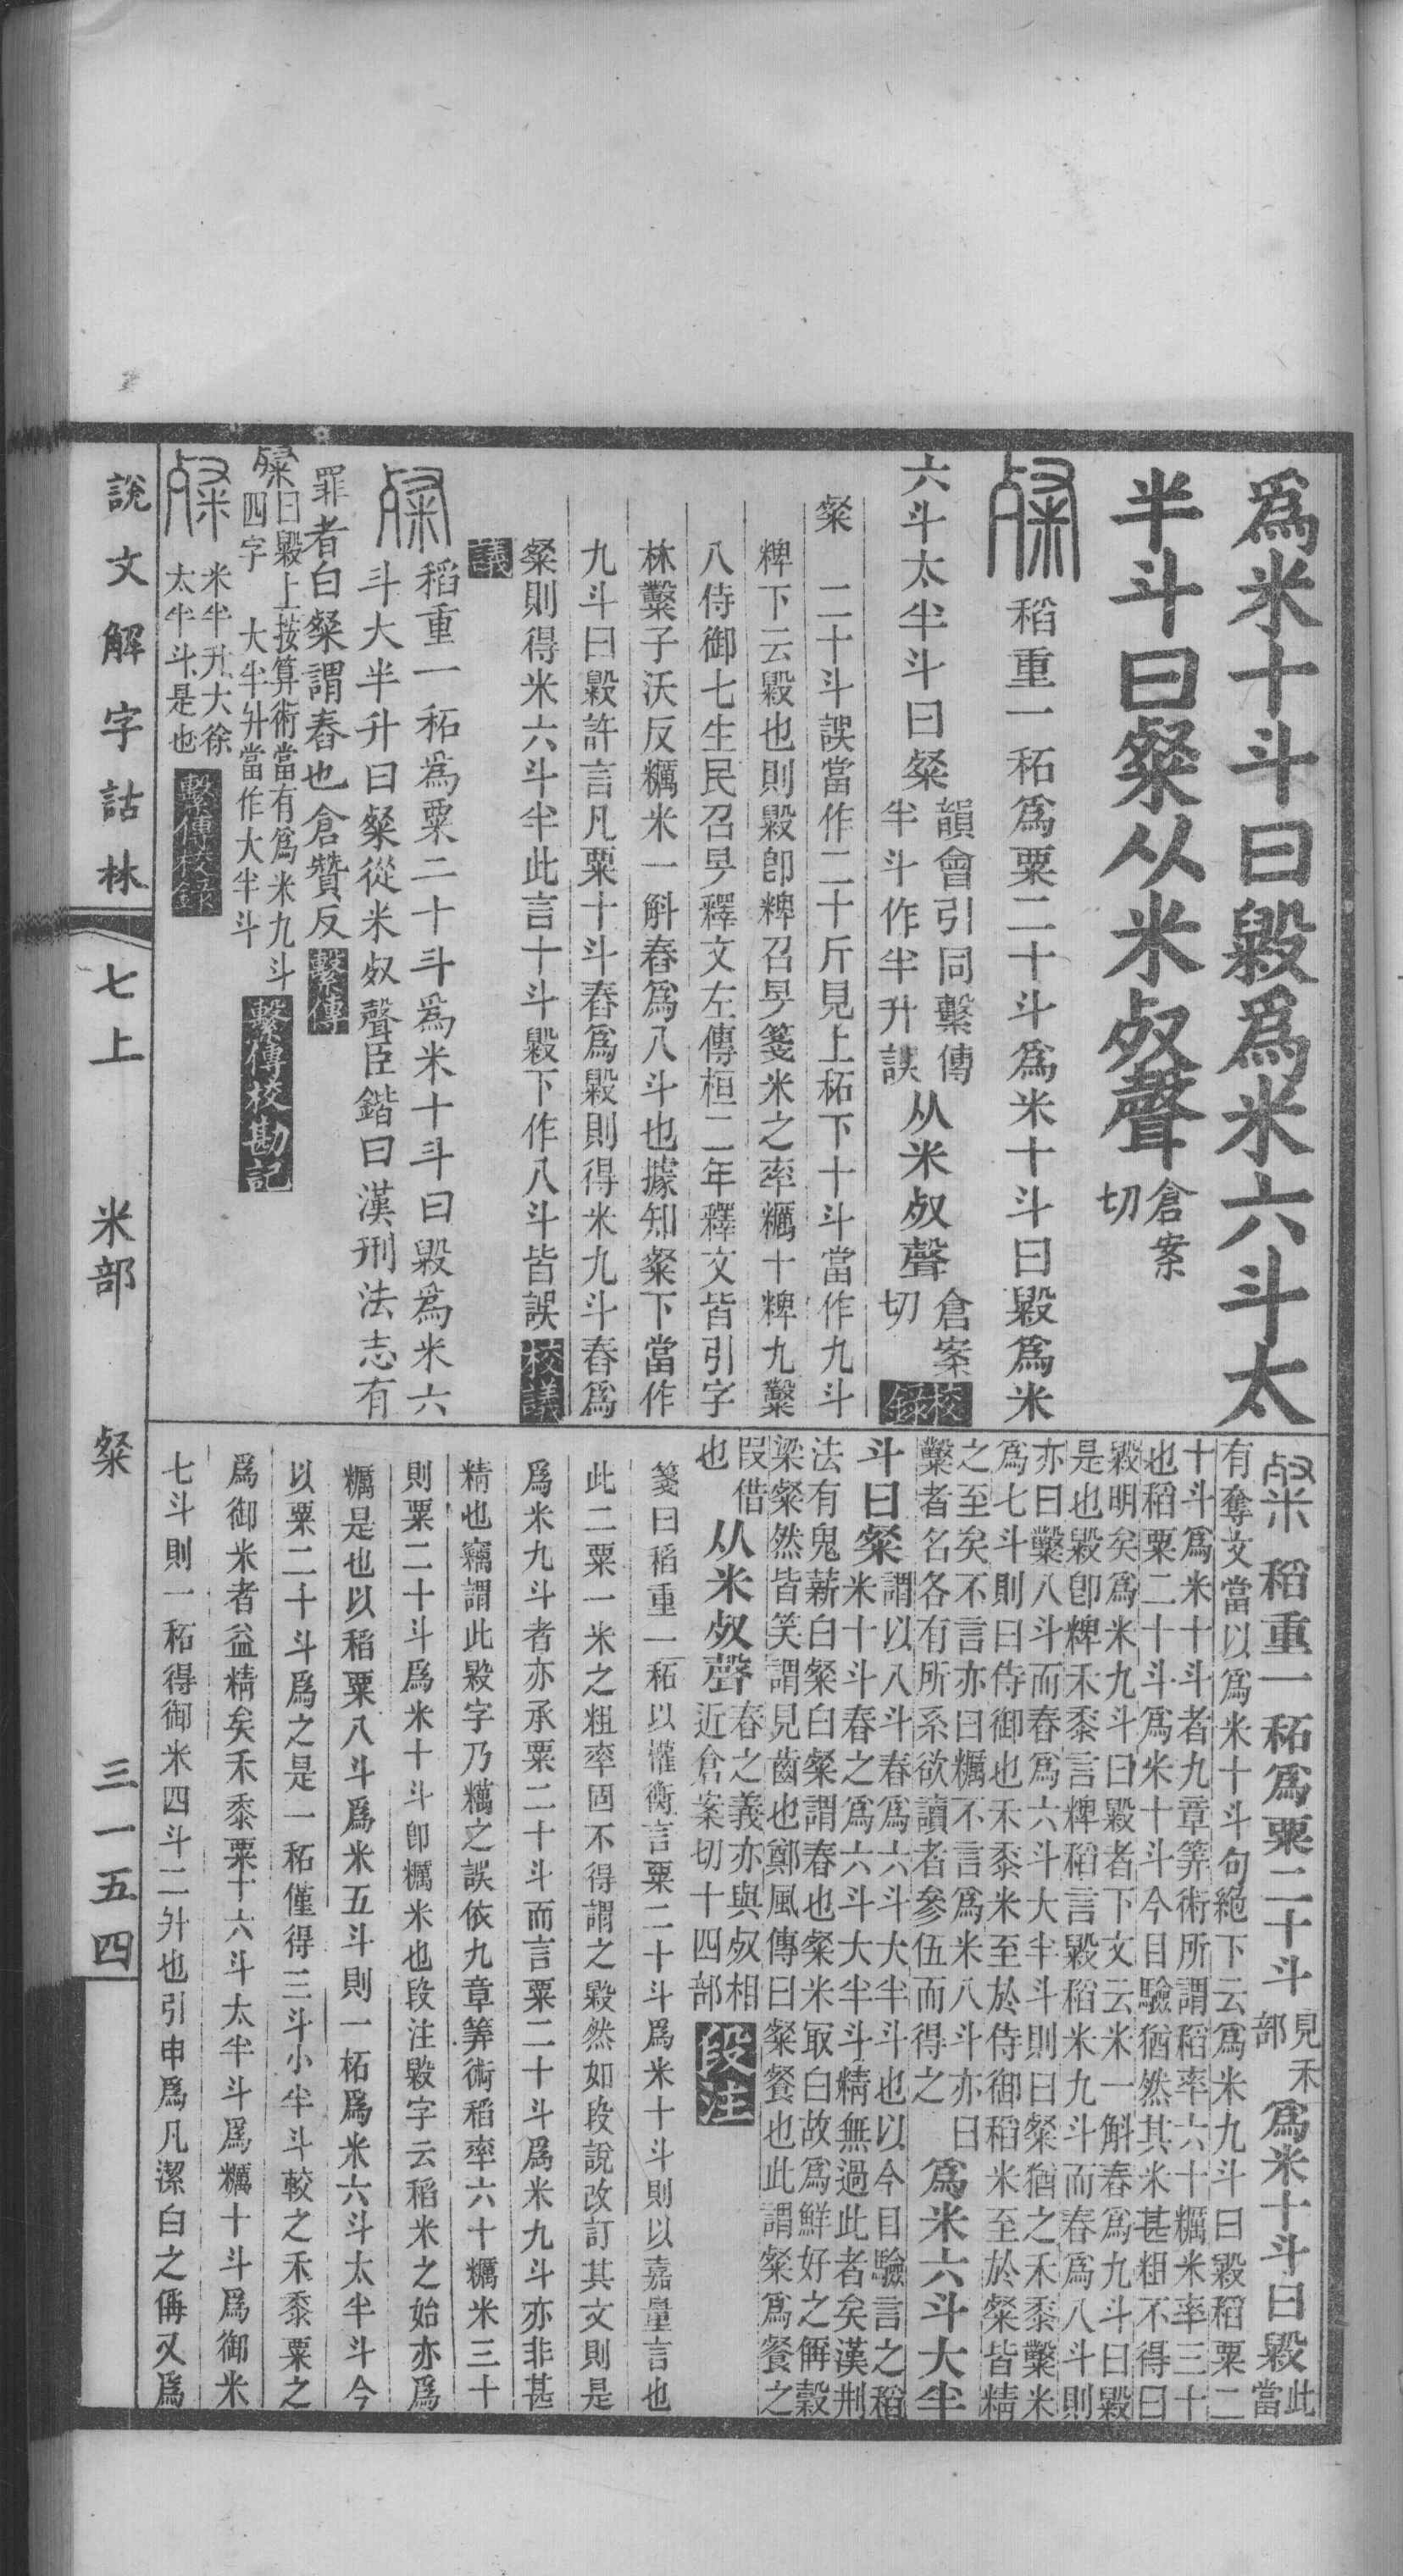 爲米十斗曰毇爲米六斗太
半斗曰粲从米奴聲倉案切
粲稻重一䄷爲粟二十斗爲米十斗曰毇爲米
六斗太半斗曰粲韻會引同繫傳半斗作半升誤从米奴聲倉案切校錄
粲 二十斗誤當作二十斤見上䄷下十斗當作九斗
粺下云毇也則毇卽粺召旻箋米之率糲十粺九糳
八侍御七生民召旻釋文左傳桓二年釋文皆引字
林糳子沃反糲米一斛舂爲八斗也據知粲下當作
九斗曰毇許言凡粟十斗舂爲毇則得米九斗舂爲
粲則得米六斗半此言十斗毇下作八斗皆誤校議
議
粲稻重一䄷爲粟二十斗爲米十斗曰毇爲米六
斗大半升曰粲從米奴聲臣鍇曰漢刑法志有
罪者白粲謂舂也倉贊反繫傳
粲曰毇上按算術當有爲米九斗四字 大半升當作大半斗繫傳校勘記
粲米半升大徐太半斗是也繫傳校錄
粲稻重一䄷爲粟二十斗見禾部爲米十斗曰毇此當
有奪文當以爲米十斗句絕下云爲米九斗曰毇稻粟二
十斗爲米十斗者九章筭術所謂稻率六十糲米率三十
也稻粟二十斗爲米十斗今目驗猶然其米甚粗不得曰
毇明矣爲米九斗曰毇者下文云米一斛舂爲九斗曰毇
是也毇卽粺禾黍言粺稻言毇稻米九斗而舂爲八斗則
亦曰糳八斗而舂爲六斗大半斗則曰粲猶之禾黍糳米
爲七斗則曰侍御也禾黍米至於侍御稻米至於粲皆精
之至矣不言亦曰糲不言爲米八斗亦曰
糳者名各有所系欲讀者參伍而得之爲米六斗大半
斗曰粲謂以八斗舂爲六斗大半斗也以今目驗言之稻
米十斗舂之爲六斗大半斗精無過此者矣漢刑
法有鬼薪白粲白粲謂舂也粲米冣白故爲鮮好之偁穀
梁粲然皆笑謂見齒也鄭風傳曰粲餐也此謂粲爲餐之
叚借也从米奴聲舂之義亦與奴相近倉案切十四部段注
箋曰稻重一䄷以權衡言粟二十斗爲米十斗則以嘉量言也
此二粟一米之粗率固不得謂之毇然如段說改訂其文則是
爲米九斗者亦承粟二十斗而言粟二十斗爲米九斗亦非甚
精也竊謂此毇字乃糲之誤依九章筭術稻率六十糲米三十
則粟二十斗爲米十斗卽糲米也段注毇字云稻米之始亦爲
糲是也以稻粟八斗爲米五斗則一䄷爲米六斗太半斗今
以粟二十斗爲之是一䄷僅得三斗小半斗較之禾黍粟之
爲御米者益精矣禾黍粟十六斗太半斗爲糲十斗爲御米
七斗則一䄷得御米四斗二升也引申爲凡潔白之偁又爲
說文解字詁林 七上 米部 粲 三一五四